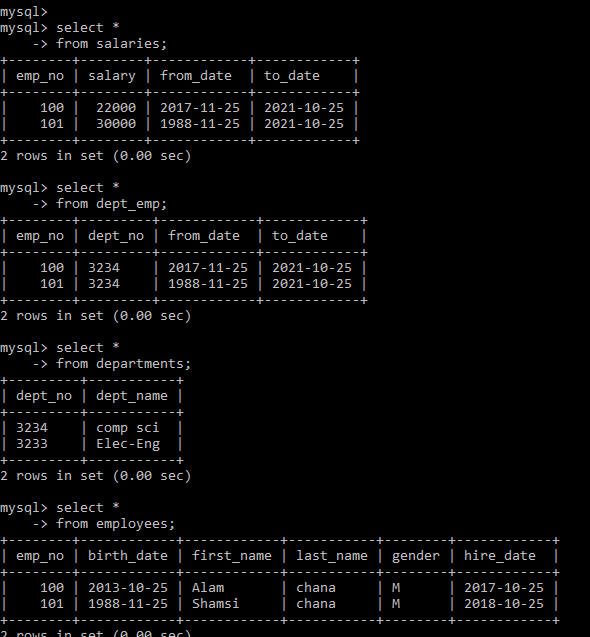 mysql>
mysql> select *
    -> from salaries;
+--------+--------+------------+------------+
| emp_no | salary | from_date  | to_date    |
+--------+--------+------------+------------+
|    100 |  22000 | 2017-11-25 | 2021-10-25 |
|    101 |  30000 | 1988-11-25 | 2021-10-25 |
+--------+--------+------------+------------+
2 rows in set (0.00 sec)

mysql> select *
    -> from dept_emp;
+--------+---------+------------+------------+
| emp_no | dept_no | from_date  | to_date    |
+--------+---------+------------+------------+
|    100 | 3234    | 2017-11-25 | 2021-10-25 |
|    101 | 3234    | 1988-11-25 | 2021-10-25 |
+--------+---------+------------+------------+
2 rows in set (0.00 sec)

mysql> select *
    -> from departments;
+---------+-----------+
| dept_no | dept_name |
+---------+-----------+
| 3234    | comp sci  |
| 3233    | Elec-Eng  |
+---------+-----------+
2 rows in set (0.00 sec)

mysql> select *
    -> from employees;
+--------+------------+------------+-----------+--------+------------+
| emp_no | birth_date | first_name | last_name | gender | hire_date  |
+--------+------------+------------+-----------+--------+------------+
|    100 | 2013-10-25 | Alam       | chana     | M      | 2017-10-25 |
|    101 | 1988-11-25 | Shamsi     | chana     | M      | 2018-10-25 |
+--------+------------+------------+-----------+--------+------------+
2 rows in set (0.00 sec)